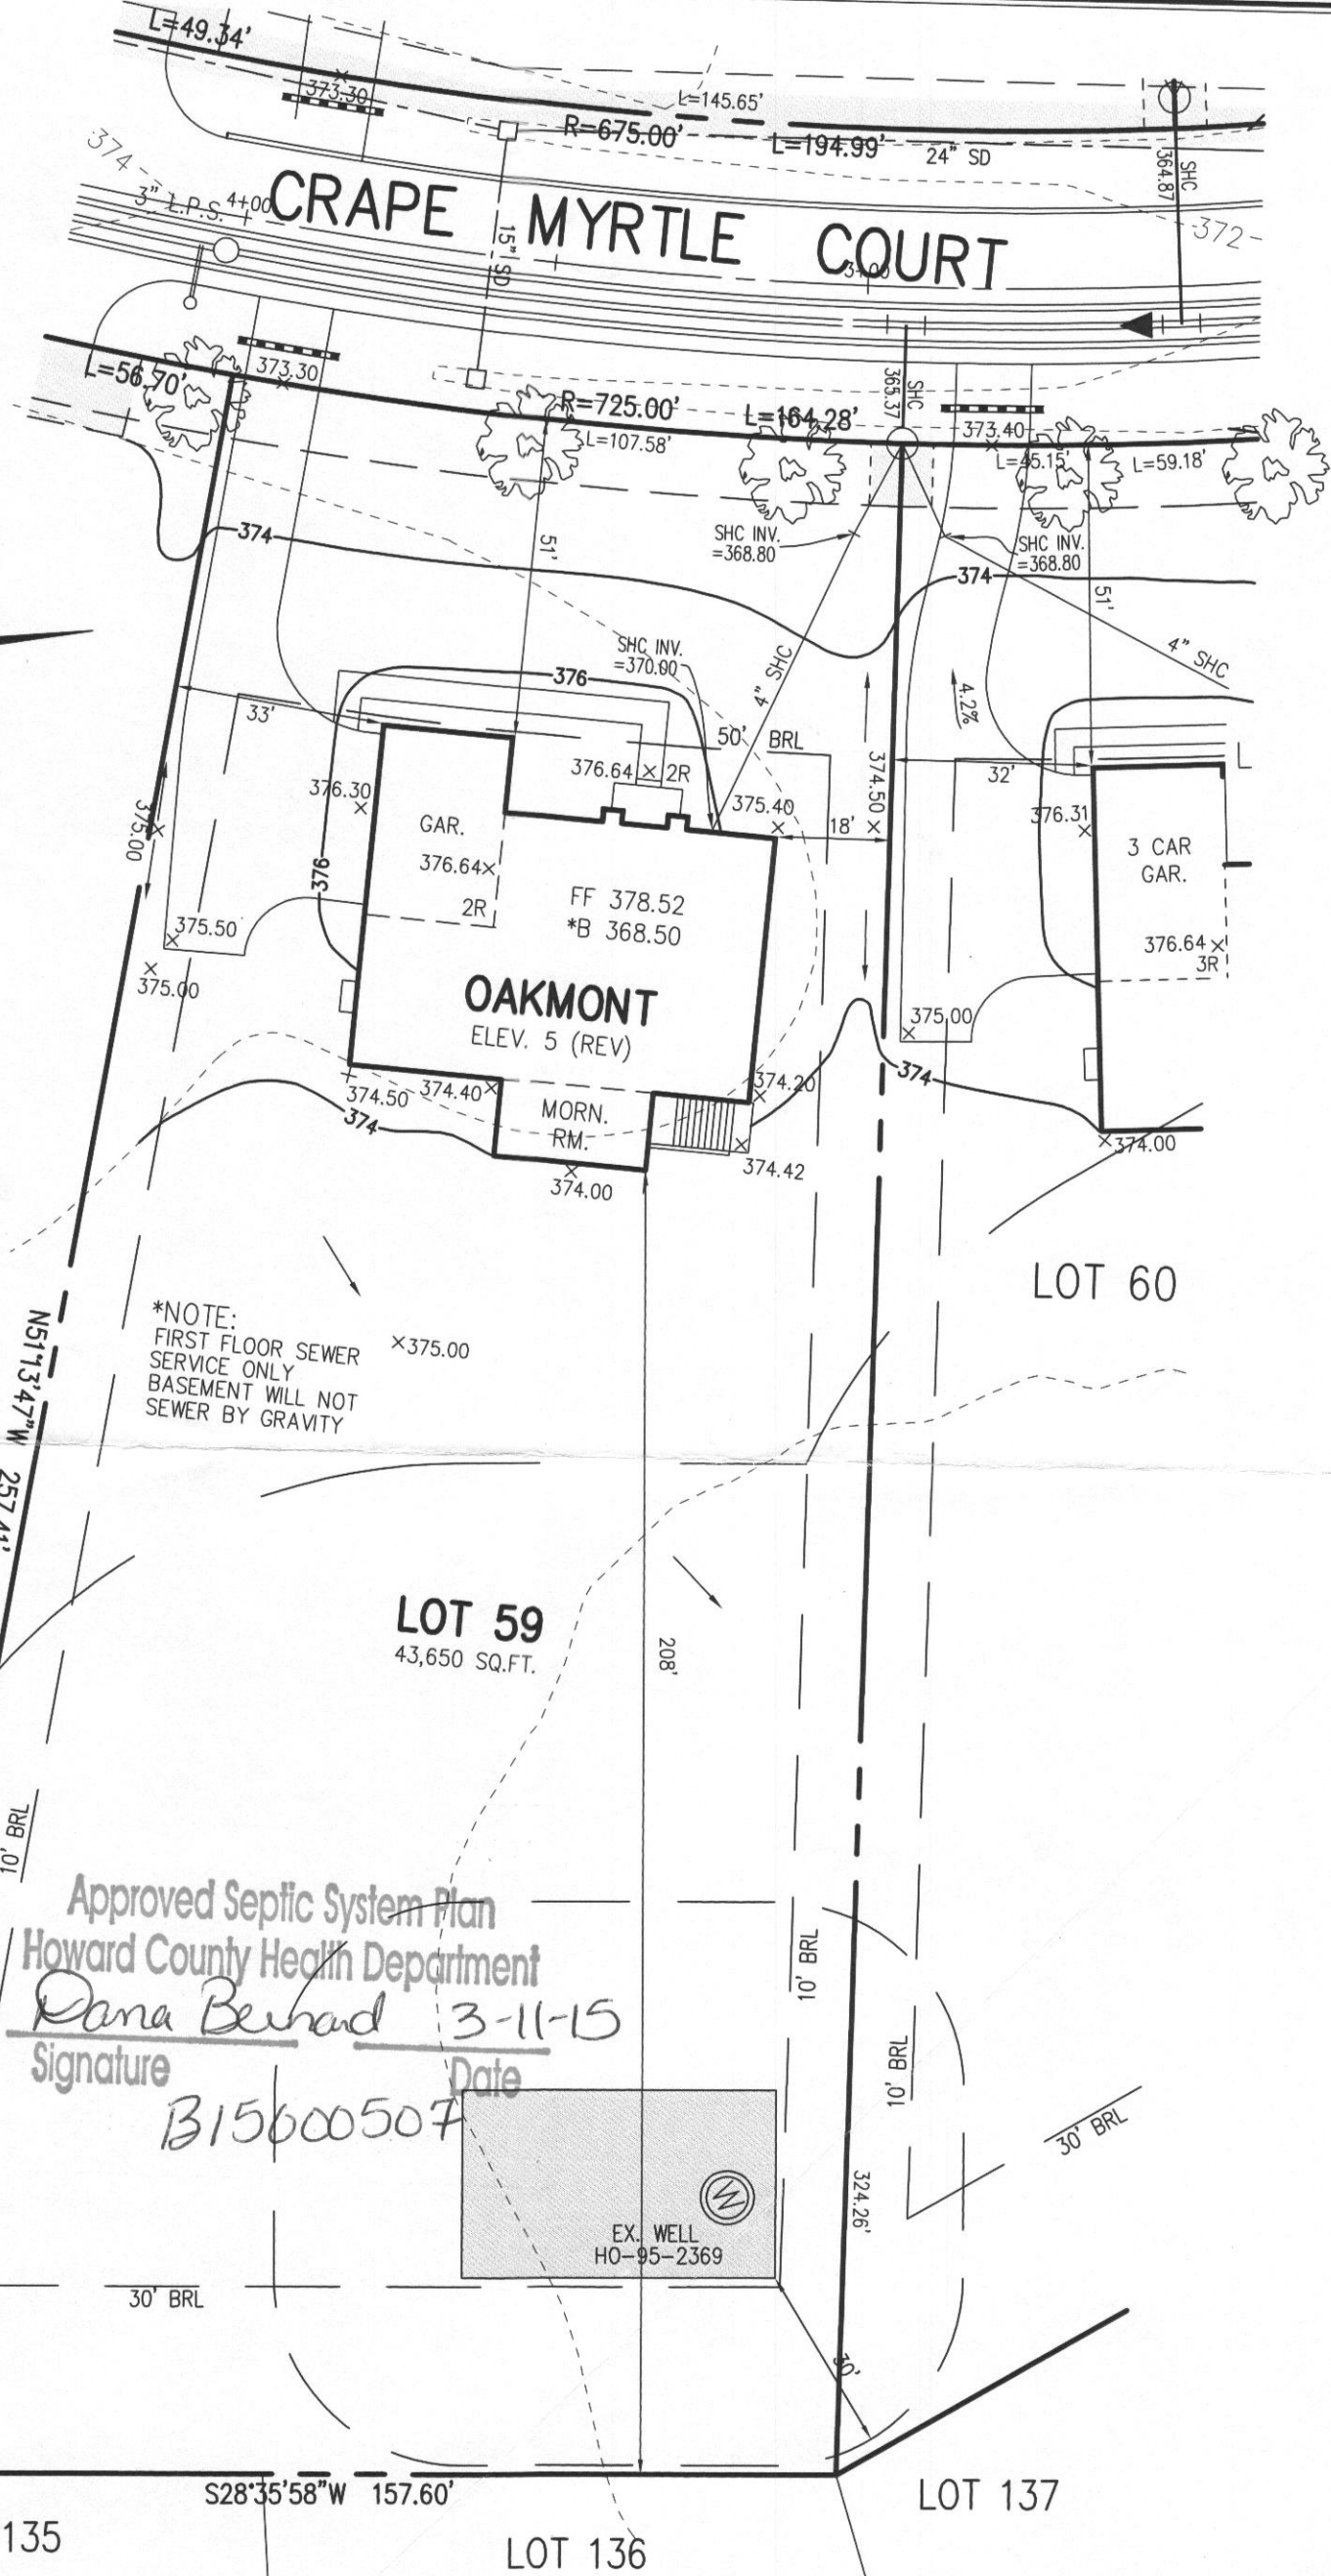 L=49.34'
373.30
L=145.65'
R=675.00'
L=194.99'
24" SD
SHC
364.87
374
3" L.P.S.
4+00
CRAPE MYRTLE COURT
15" SD
3+00
372
L=56.70'
373.30
R=725.00'
L=107.58'
L=164.28'
SHC
365.37
373.40
L=45.15'
L=59.18'
374
51'
SHC INV.
=368.80
SHC INV.
=368.80
374
51'
SHC INV.
=370.00
4" SHC
4" SHC
376
33'
50' BRL
4.2%
376.64
2R
374.50
32'
376.30
375.40
18'
376.31
375.00
GAR.
376.64
2R
376
FF 378.52
*B 368.50
3 CAR
GAR.
376.64
3R
375.50
375.00
OAKMONT
ELEV. 5 (REV)
375.00
374.50
374.40
374.20
374
374
MORN.
RM.
374.42
374.00
374.00
LOT 60
*NOTE:
FIRST FLOOR SEWER
SERVICE ONLY
BASEMENT WILL NOT
SEWER BY GRAVITY
375.00
N51°13'47"W 257.41'
LOT 59
43,650 SQ.FT.
208'
10' BRL
Approved Septic System Plan
Howard County Health Department
Dana Bernard 3-11-15
Signature Date
B15000507
10' BRL
10' BRL
30' BRL
324.26'
EX. WELL
HO-95-2369
W
30' BRL
30'
S28°35'58"W 157.60'
LOT 137
135
LOT 136